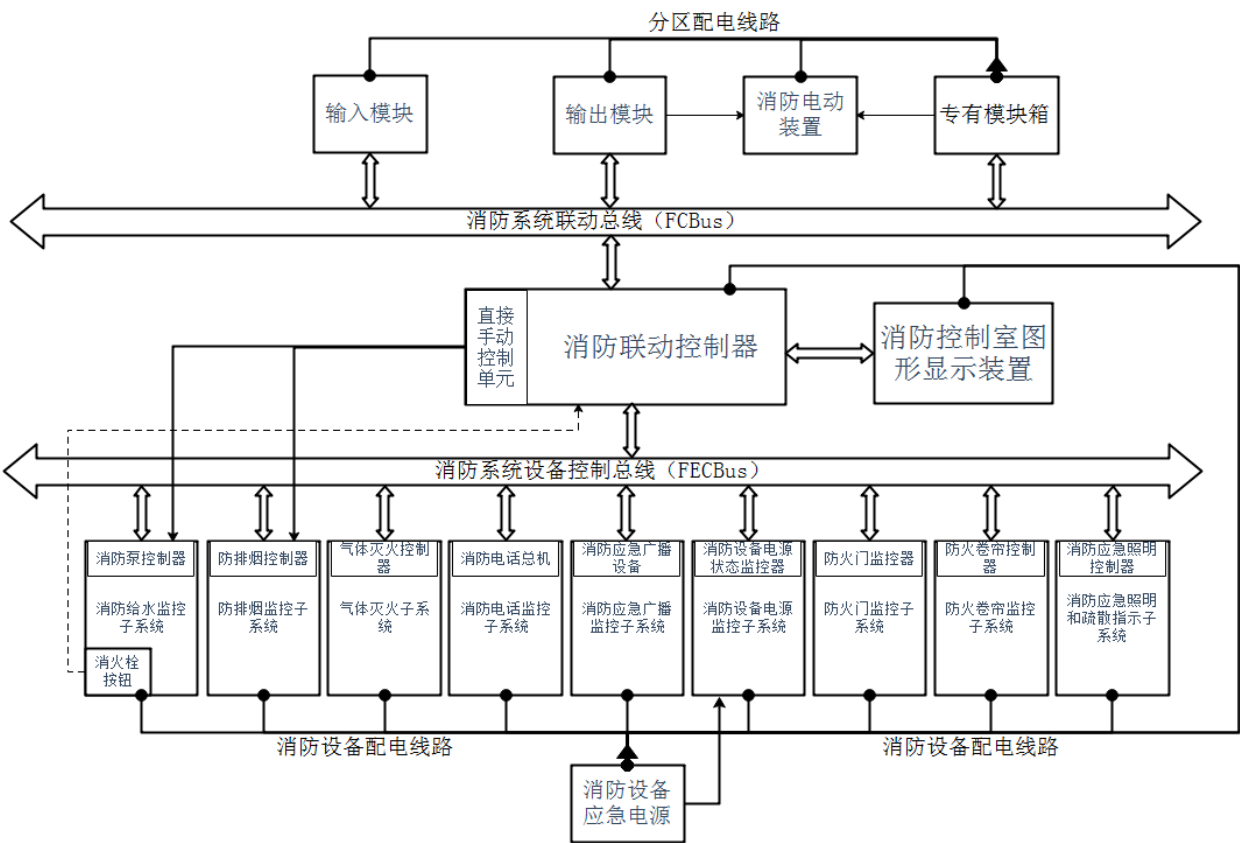 分区配电线路
输入模块
输出模块
消防电动
装置
专有模块箱
消防系统联动总线（FCBus）
直接
手动
控制
单元
消防联动控制器
消防控制室图
形显示装置
消防系统设备控制总线（FECBus）
消防泵控制器
消防给水监控
子系统
消火栓
按钮
防排烟控制器
防排烟监控子
系统
气体灭火控制
器
气体灭火子系
统
消防电话总机
消防电话监控
子系统
消防应急广播
设备
消防应急广播
监控子系统
消防设备电源
状态监控器
消防设备电源
监控子系统
防火门监控器
防火门监控子
系统
防火卷帘控制
器
防火卷帘监控
子系统
消防应急照明
控制器
消防应急照明
和疏散指示子
系统
消防设备配电线路
消防设备配电线路
消防设备
应急电源